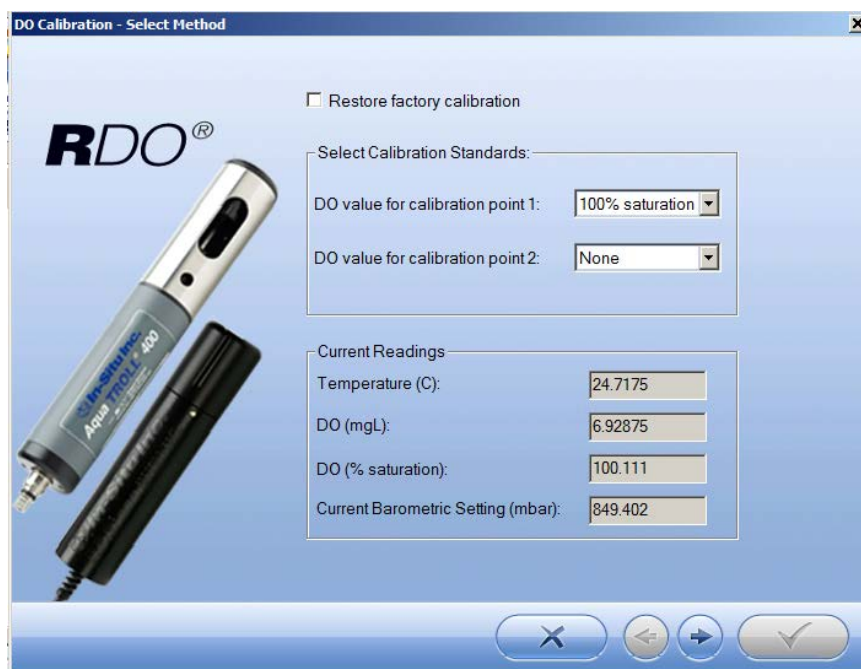 DO Calibration - Select Method
RDO®
Restore factory calibration
Select Calibration Standards:
DO value for calibration point 1:
100% saturation
DO value for calibration point 2:
None
In-Situ Inc.
Aqua TROLL® 400
Current Readings
Temperature (C):
24.7175
DO (mgL):
6.92875
DO (% saturation):
100.111
Current Barometric Setting (mbar):
849.402